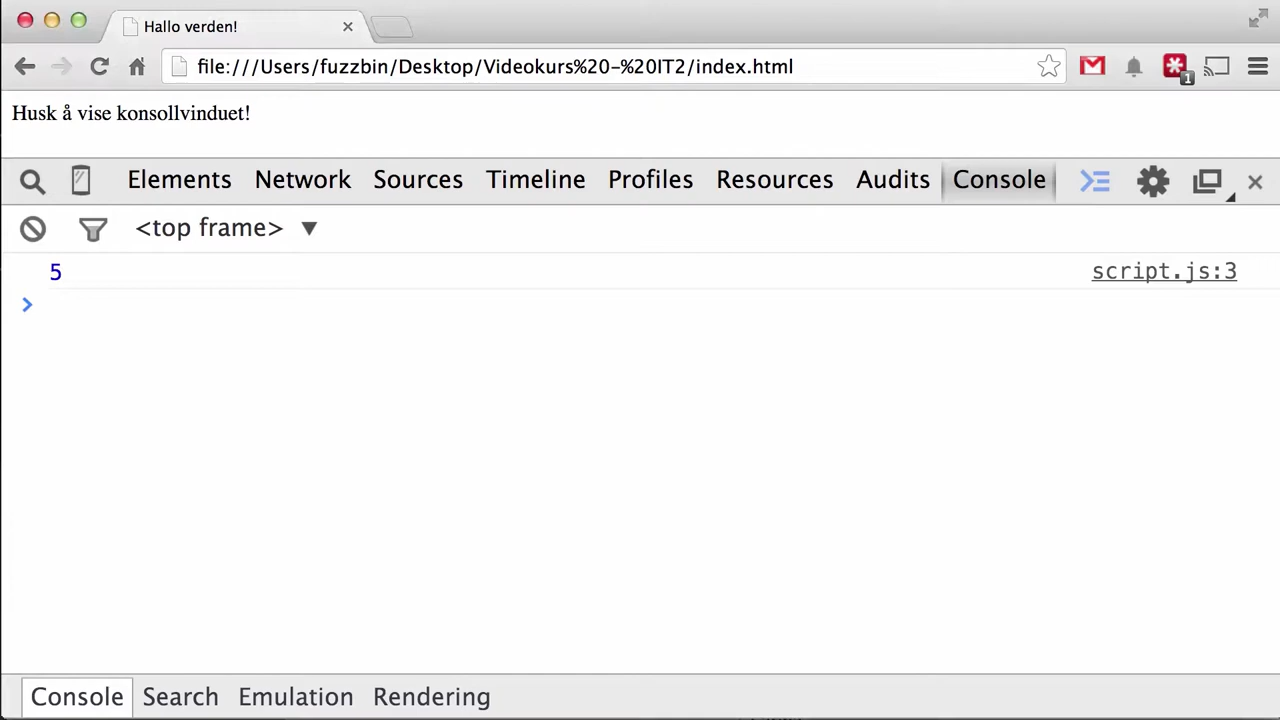 Hallo verden!
file:///Users/fuzzbin/Desktop/Videokurs%20-%20IT2/index.html
1
Husk å vise konsollvinduet!
Elements Network Sources Timeline Profiles Resources Audits Console
<top frame>
5 script.js:3
Console Search Emulation Rendering